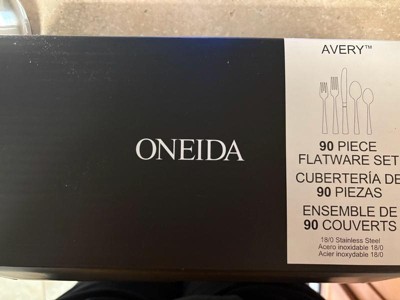 ONEIDA
AVERY™
90 PIECE
FLATWARE SET
CUBERTERÍA DE
90 PIEZAS
ENSEMBLE DE
90 COUVERTS
18/0 Stainless Steel
Acero inoxidable 18/0
Acier inoxydable 18/0